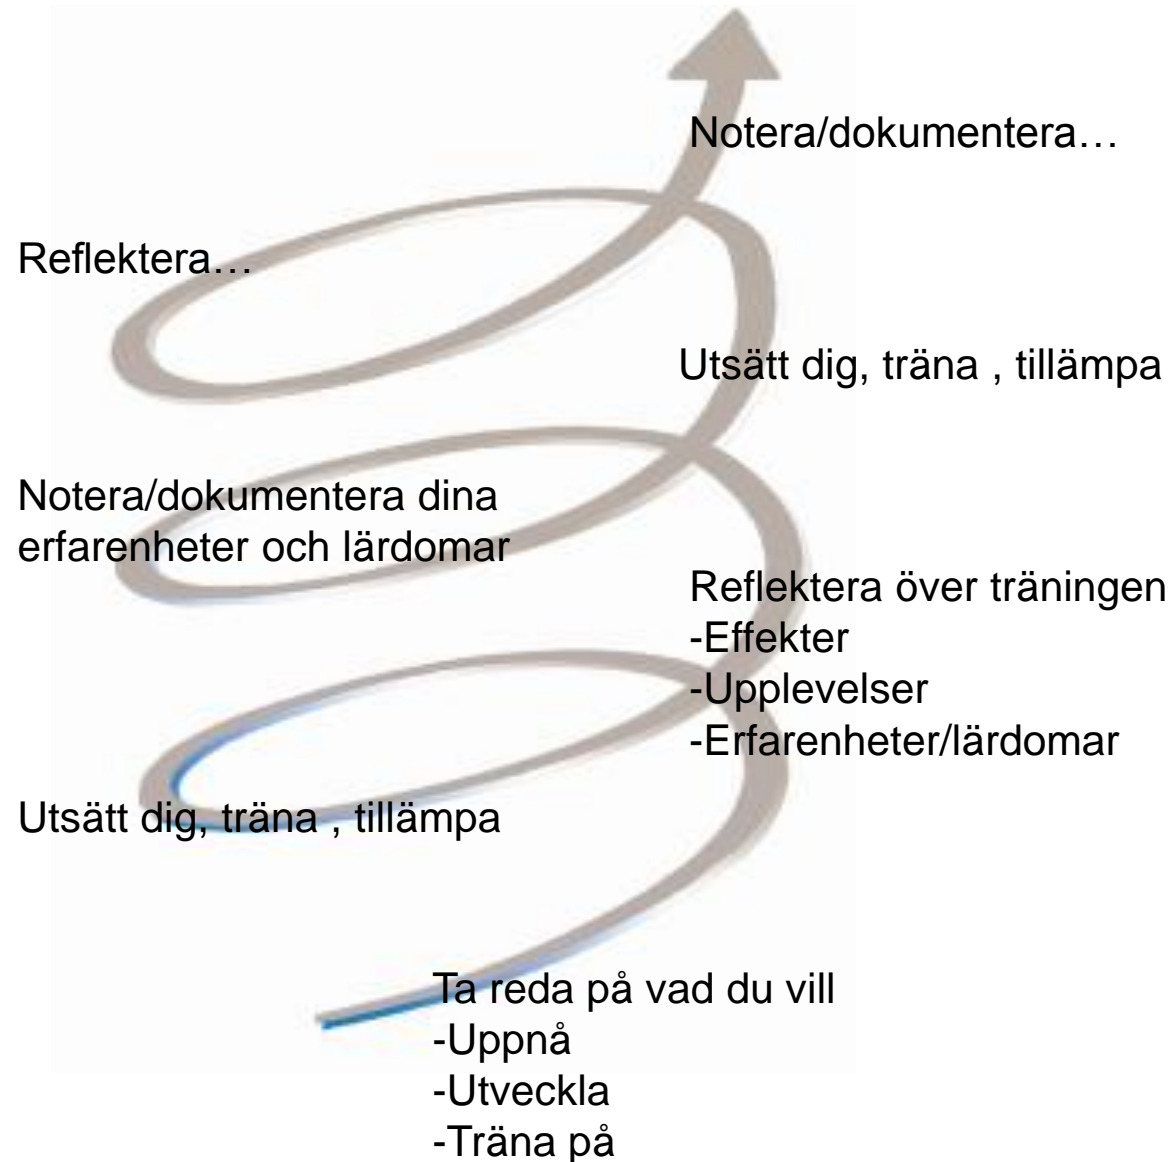 Notera/dokumentera…
Reflektera…
Utsätt dig, träna , tillämpa
Notera/dokumentera dina
erfarenheter och lärdomar
Reflektera över träningen
-Effekter
-Upplevelser
-Erfarenheter/lärdomar
Utsätt dig, träna , tillämpa
Ta reda på vad du vill
-Uppnå
-Utveckla
-Träna på